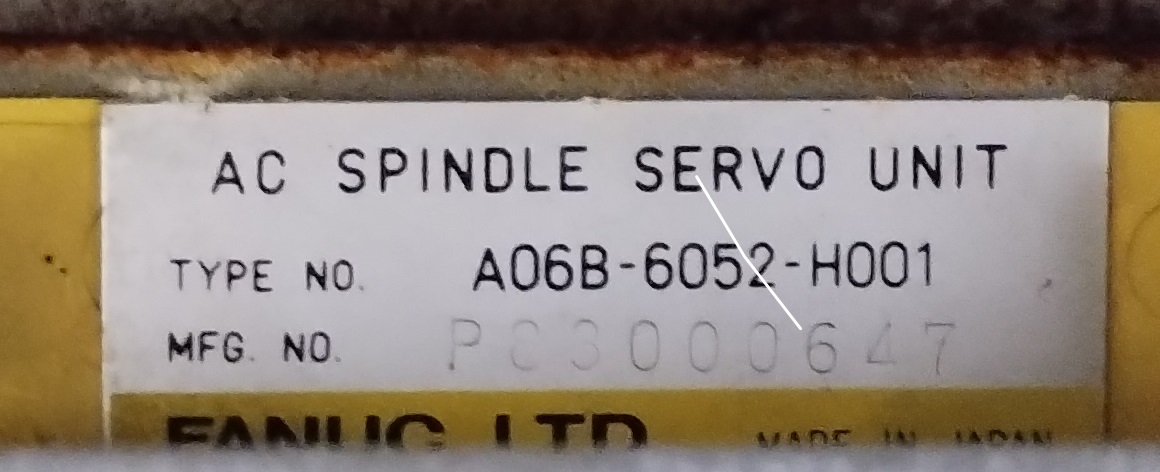 AC SPINDLE SERVO UNIT
TYPE NO. A06B-6052-H001
MFG. NO.
FANUC LTD MADE IN JAPAN